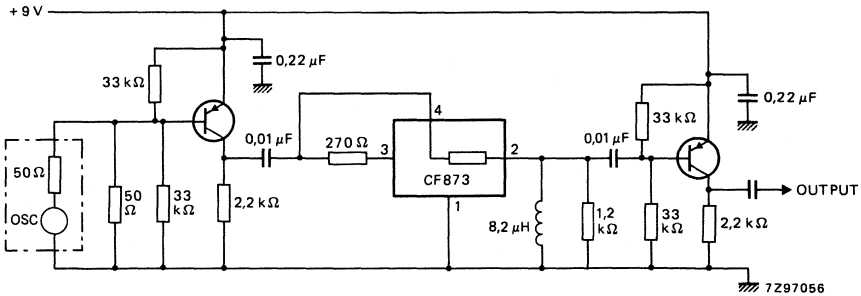 +9V
0,22 µF
33 kΩ
0,22 µF
33 kΩ
4
0,01 µF
270 Ω
3
2
0,01 µF
50 Ω
CF873
OUTPUT
50
Ω
33
kΩ
2,2 kΩ
1
8,2 µH
1,2
kΩ
33
kΩ
2,2 kΩ
OSC
7Z97056